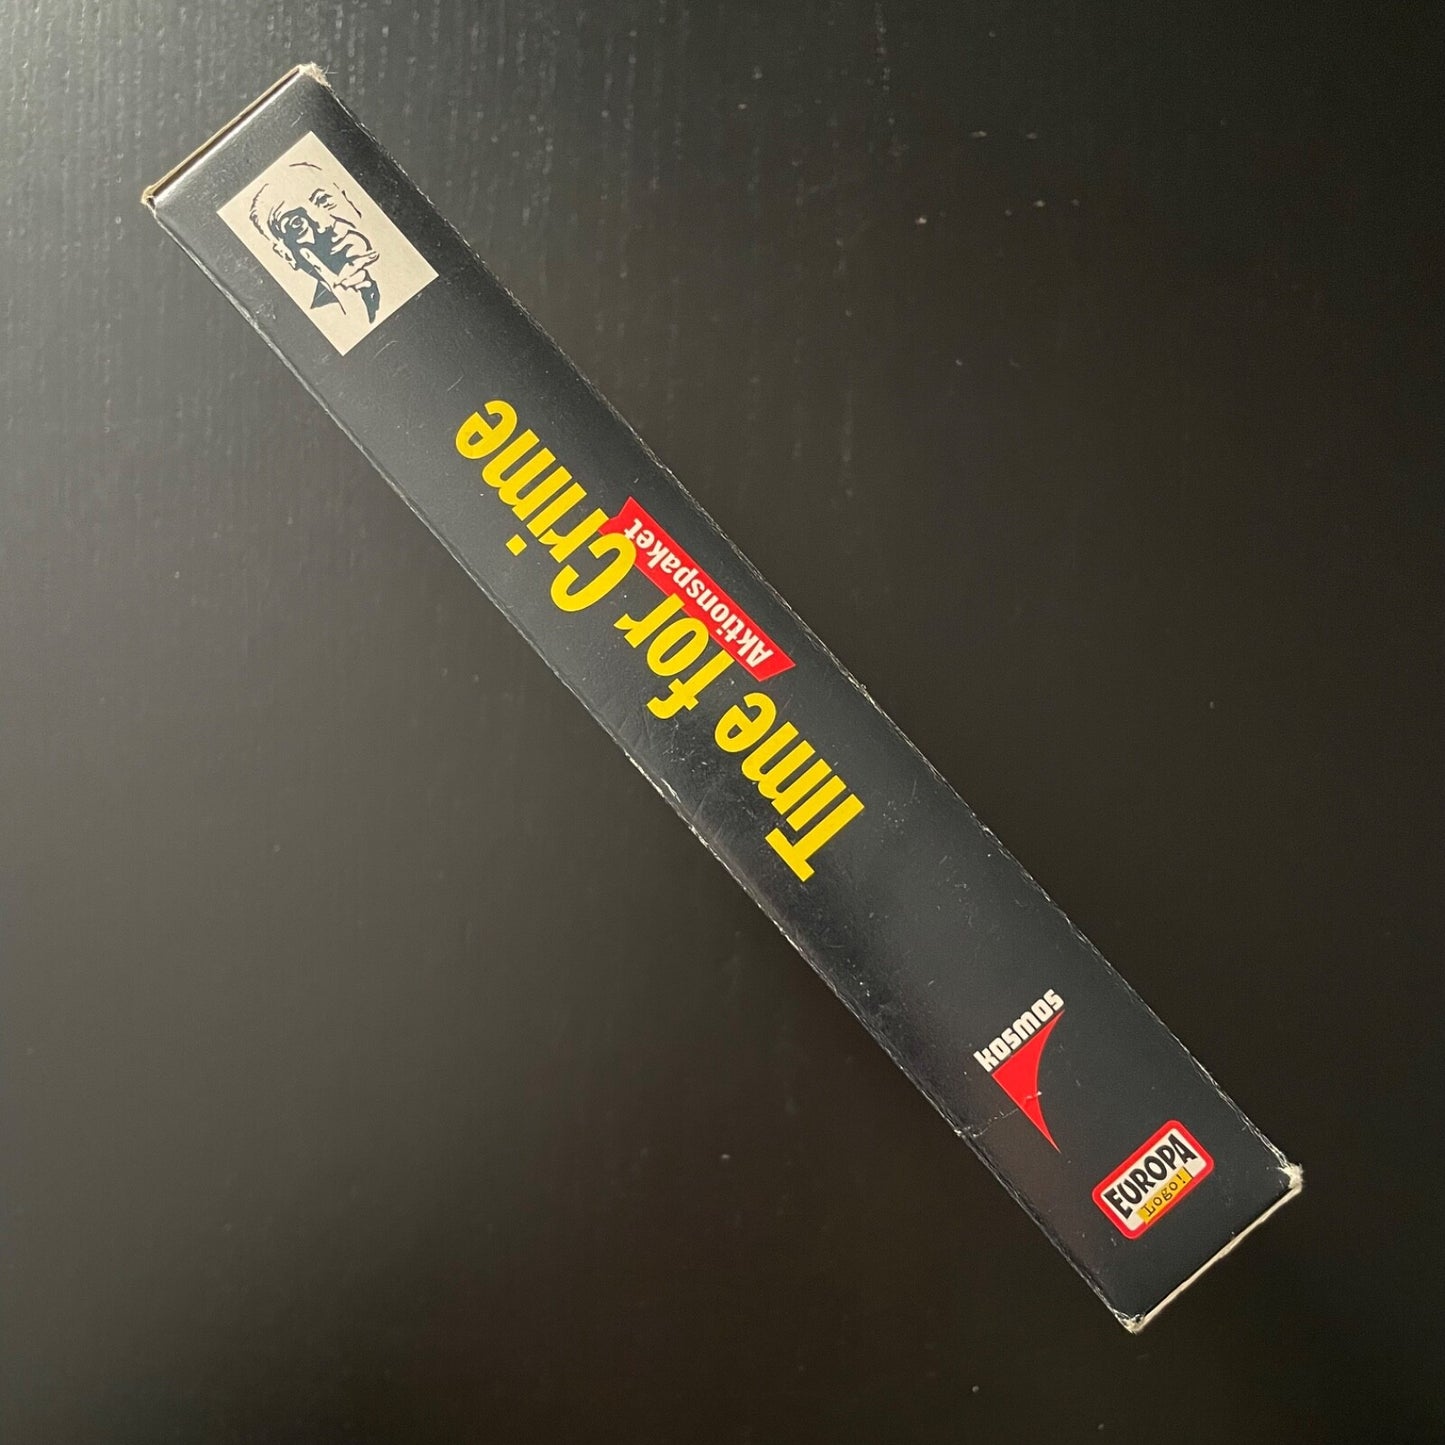 Time for Crime
Aktionspaket
kosmos
EUROPA
Logo!